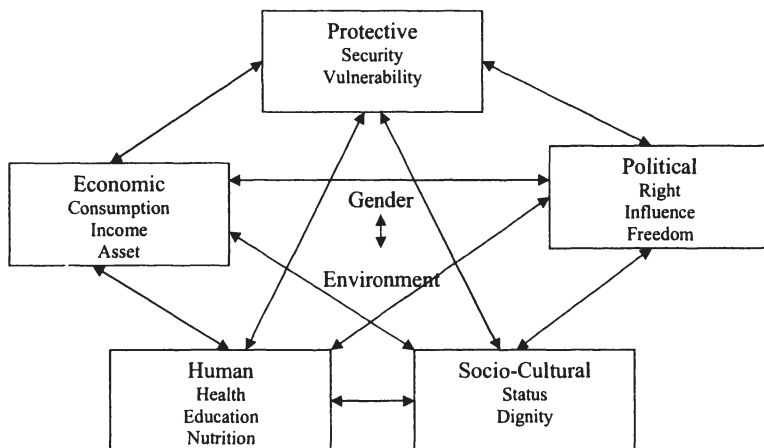 Protective
Security
Vulnerability
Economic
Consumption
Income
Asset
Political
Right
Influence
Freedom
Gender
Environment
Human
Health
Education
Nutrition
Socio-Cultural
Status
Dignity